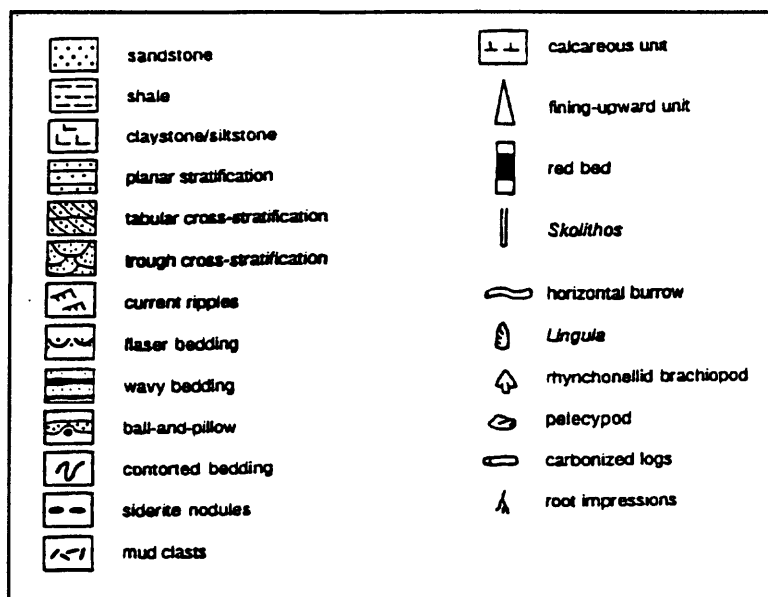 sandstone
shale
claystone/siltstone
planar stratification
tabular cross-stratification
trough cross-stratification
current ripples
flaser bedding
wavy bedding
ball-and-pillow
contorted bedding
siderite nodules
mud clasts
calcareous unit
fining-upward unit
red bed
Skolithos
horizontal burrow
Lingula
rhynchonellid brachiopod
pelecypod
carbonized logs
root impressions